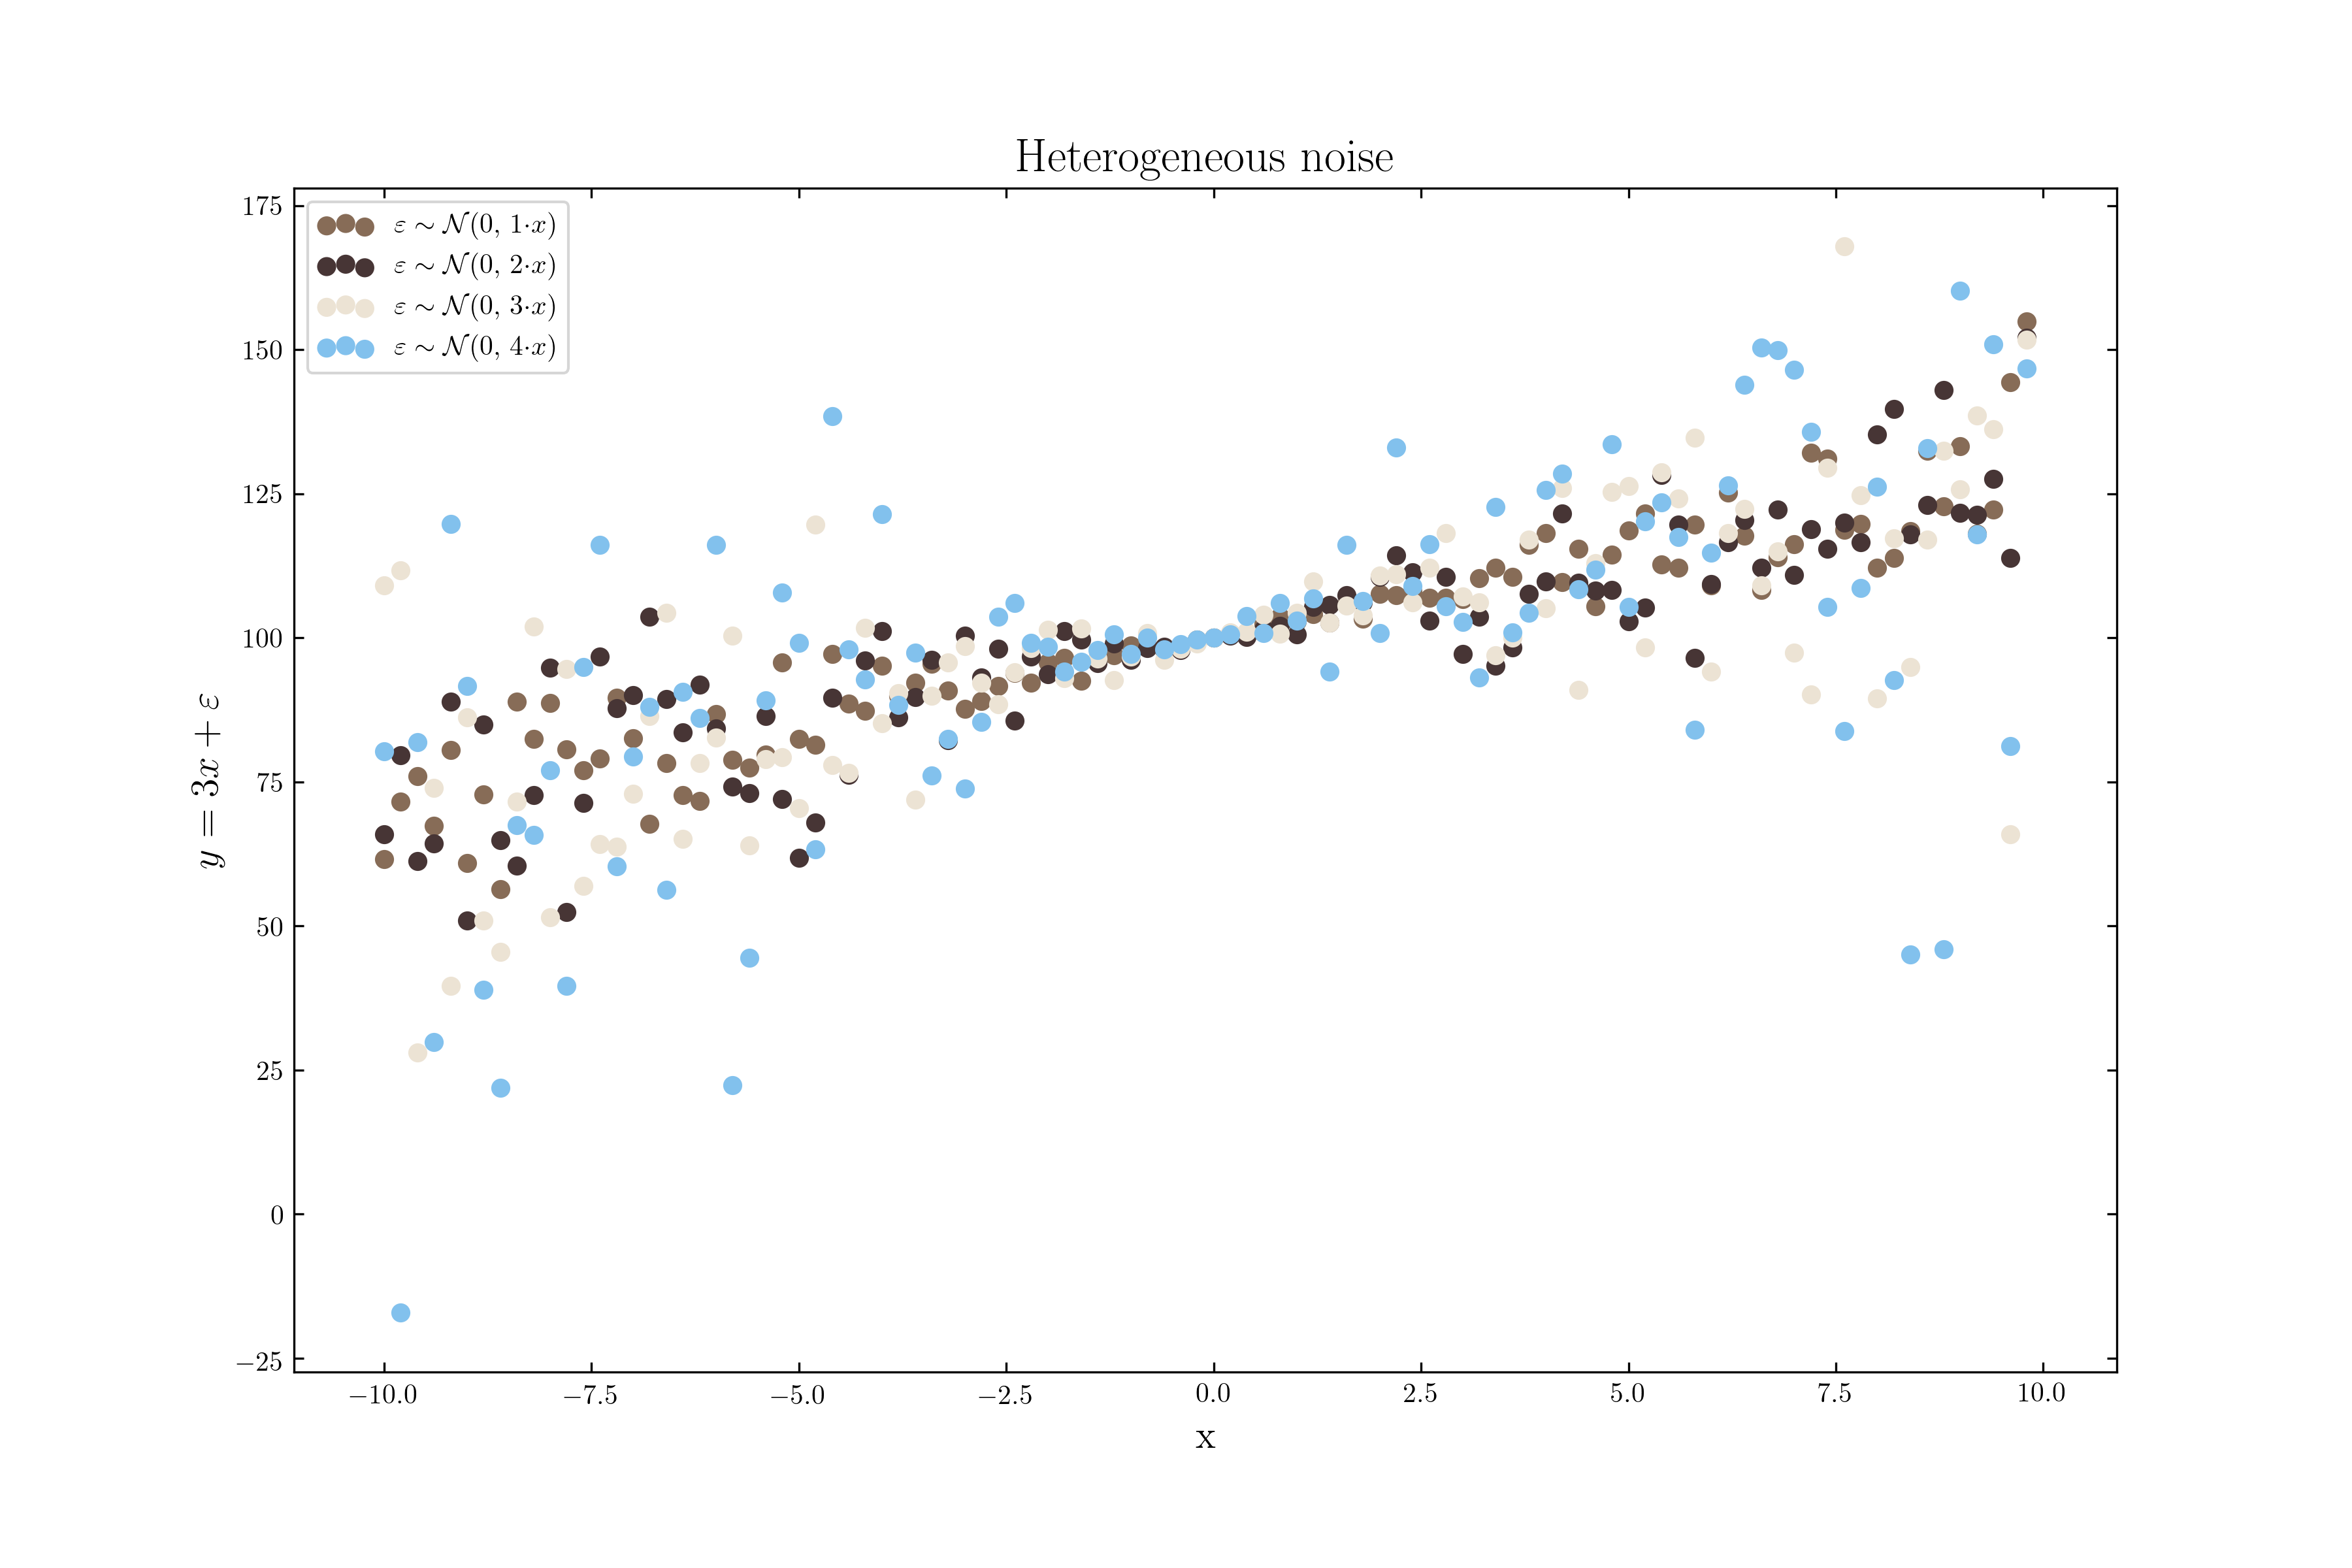 Heterogeneous noise
175
150
125
100
75
50
25
0
−25
ε ∼ 𝒩(0, 1·x)
ε ∼ 𝒩(0, 2·x)
ε ∼ 𝒩(0, 3·x)
ε ∼ 𝒩(0, 4·x)
y = 3x + ε
−10.0 −7.5 −5.0 −2.5 0.0 2.5 5.0 7.5 10.0
x